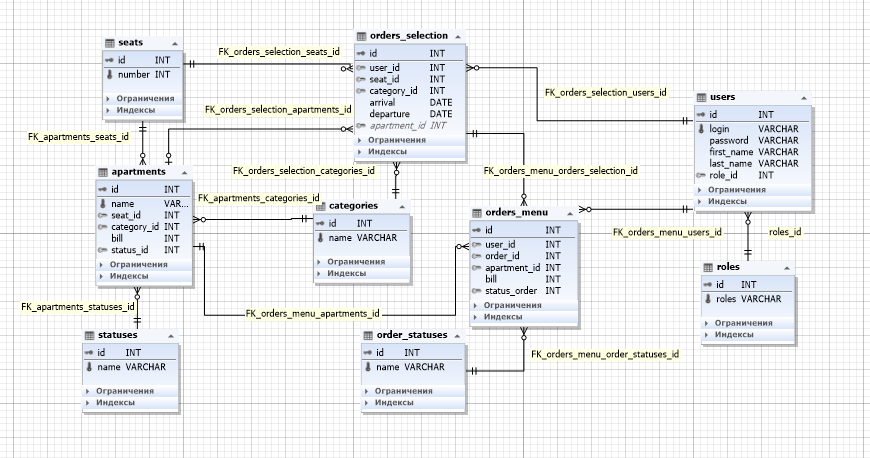 seats
id INT
number INT
Ограничения
Индексы
FK_orders_selection_seats_id
orders_selection
id INT
user_id INT
seat_id INT
category_id INT
arrival DATE
departure DATE
apartment_id INT
Ограничения
Индексы
FK_orders_selection_users_id
users
id INT
login VARCHAR
password VARCHAR
first_name VARCHAR
last_name VARCHAR
role_id INT
Ограничения
Индексы
FK_orders_selection_apartments_id
FK_apartments_seats_id
FK_orders_selection_categories_id
FK_orders_menu_orders_selection_id
apartments
id INT
name VAR...
seat_id INT
category_id INT
bill INT
status_id INT
Ограничения
Индексы
FK_apartments_categories_id
categories
id INT
name VARCHAR
Ограничения
Индексы
orders_menu
id INT
user_id INT
order_id INT
apartment_id INT
bill INT
status_order INT
Ограничения
Индексы
FK_orders_menu_users_id
roles_id
roles
id INT
roles VARCHAR
Ограничения
Индексы
FK_apartments_statuses_id
FK_orders_menu_apartments_id
statuses
id INT
name VARCHAR
Ограничения
Индексы
order_statuses
id INT
name VARCHAR
Ограничения
Индексы
FK_orders_menu_order_statuses_id